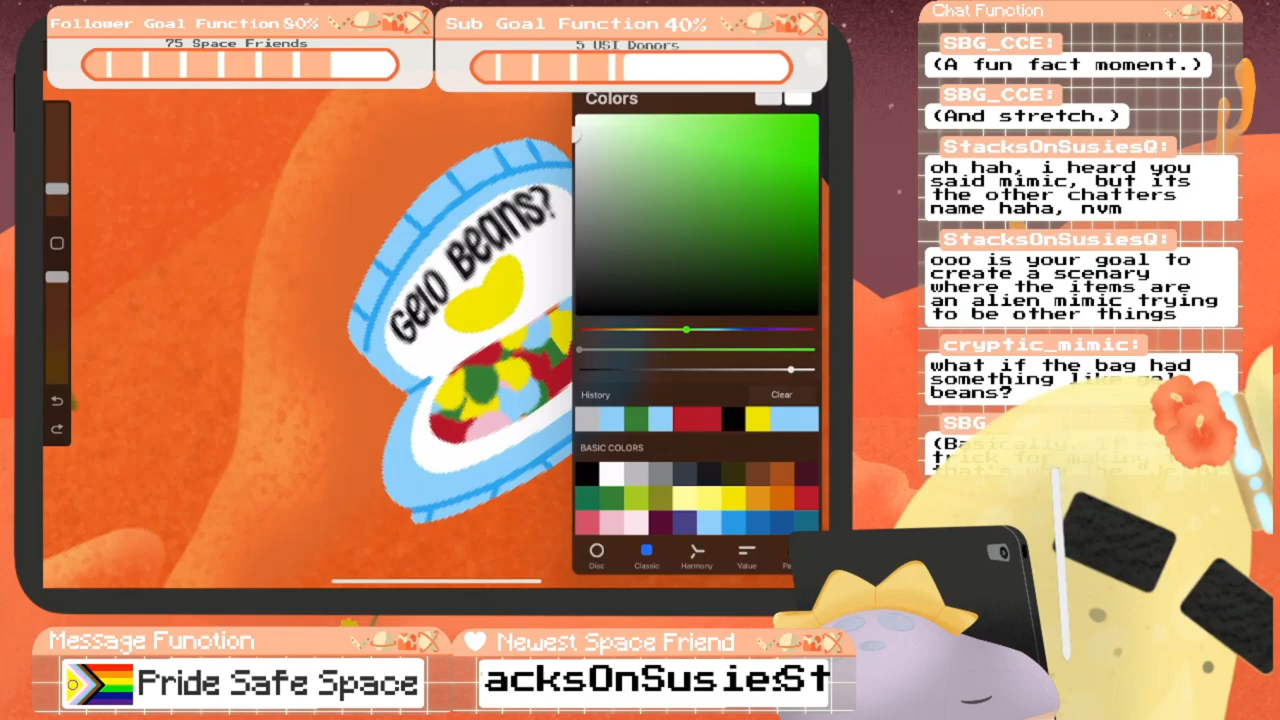 Follower Goal Function 80%
75 Space Friends
Sub Goal Function 40%
5 USI Donors
Chat Function
SBG_CCE:
(A fun fact moment.)
SBG_CCE:
(And stretch.)
StacksOnSusiesQ:
oh hah, i heard you
said mimic, but its
the other chatters
name haha, nvm
StacksOnSusiesQ:
ooo is your goal to
create a scenary
where the items are
an alien mimic trying
to be other things
cryptic_mimic:
what if the bag had
something like
beans?
SBG
Colors
Gelo Beans?
History
Clear
BASIC COLORS
Disc
Classic
Harmony
Value
Message Function
Pride Safe Space
Newest Space Friend
acksOnSusie
St